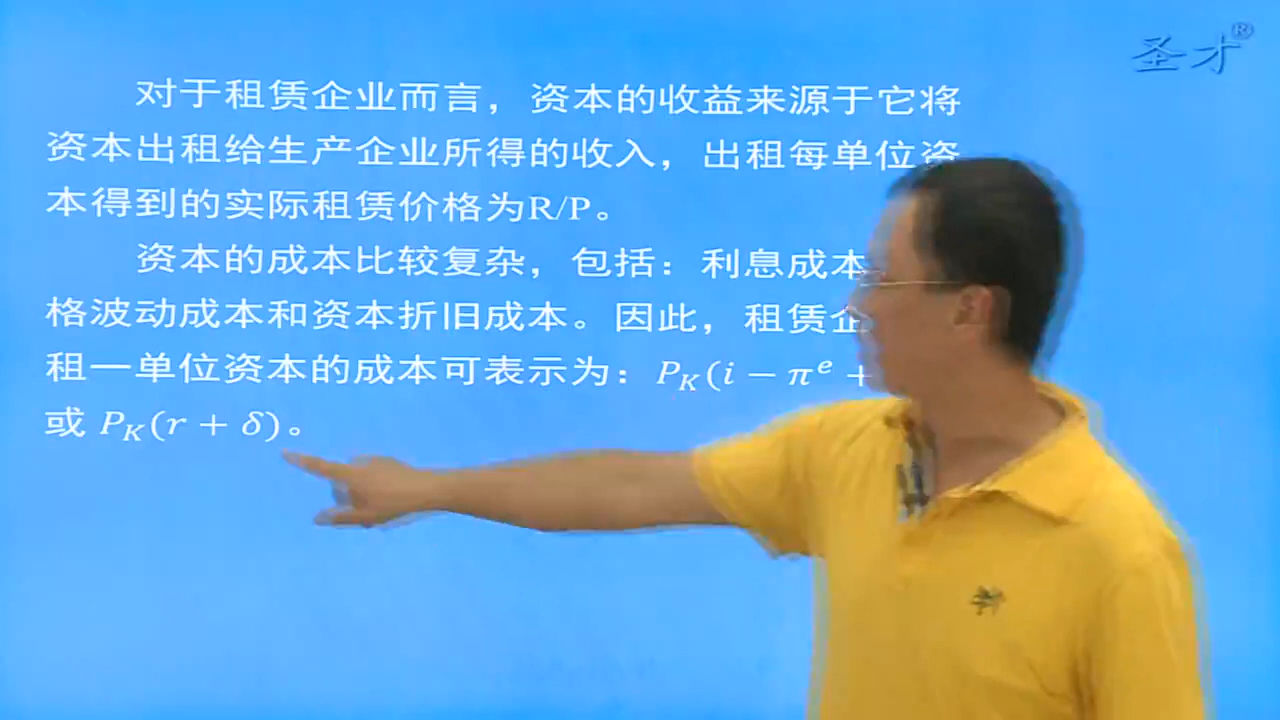 圣才®
对于租赁企业而言，资本的收益来源于它将
资本出租给生产企业所得的收入，出租每单位资
本得到的实际租赁价格为R/P。
资本的成本比较复杂，包括：利息成本
格波动成本和资本折旧成本。因此，租赁企
租一单位资本的成本可表示为：P_K(i − π^e +
或 P_K(r + δ)。